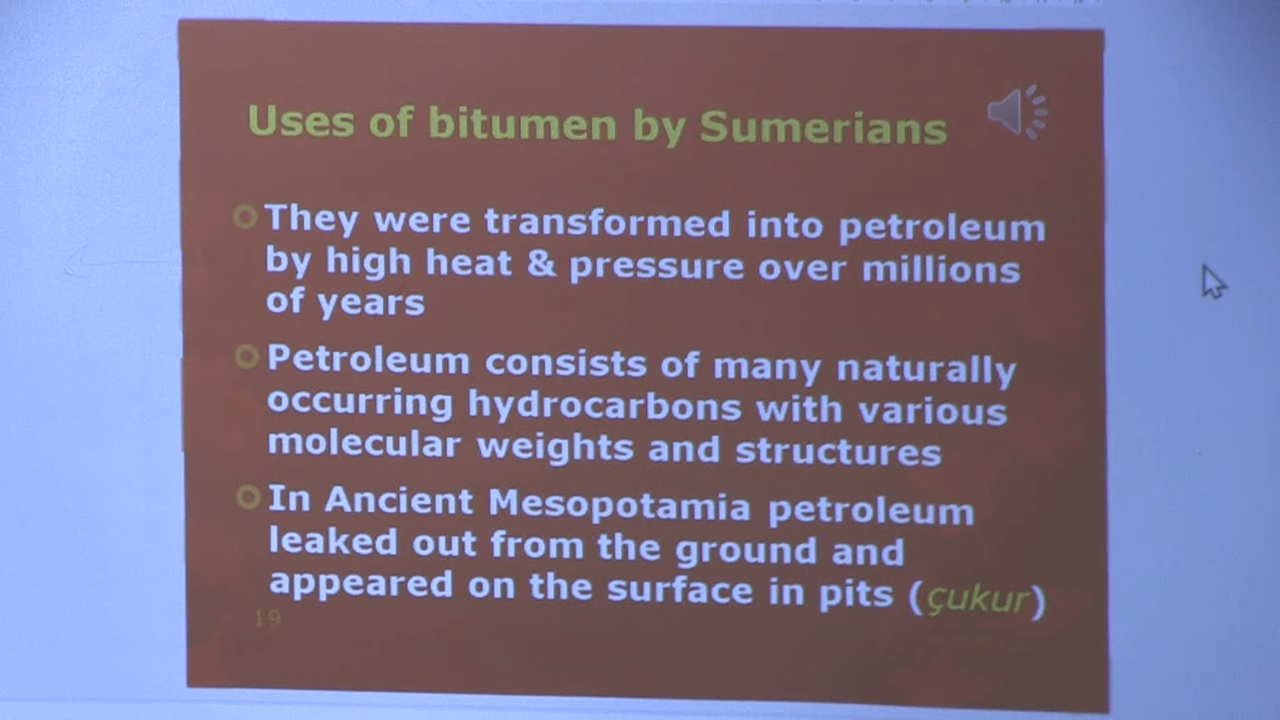 Uses of bitumen by Sumerians
They were transformed into petroleum
by high heat & pressure over millions
of years
Petroleum consists of many naturally
occurring hydrocarbons with various
molecular weights and structures
In Ancient Mesopotamia petroleum
leaked out from the ground and
appeared on the surface in pits (çukur)
19